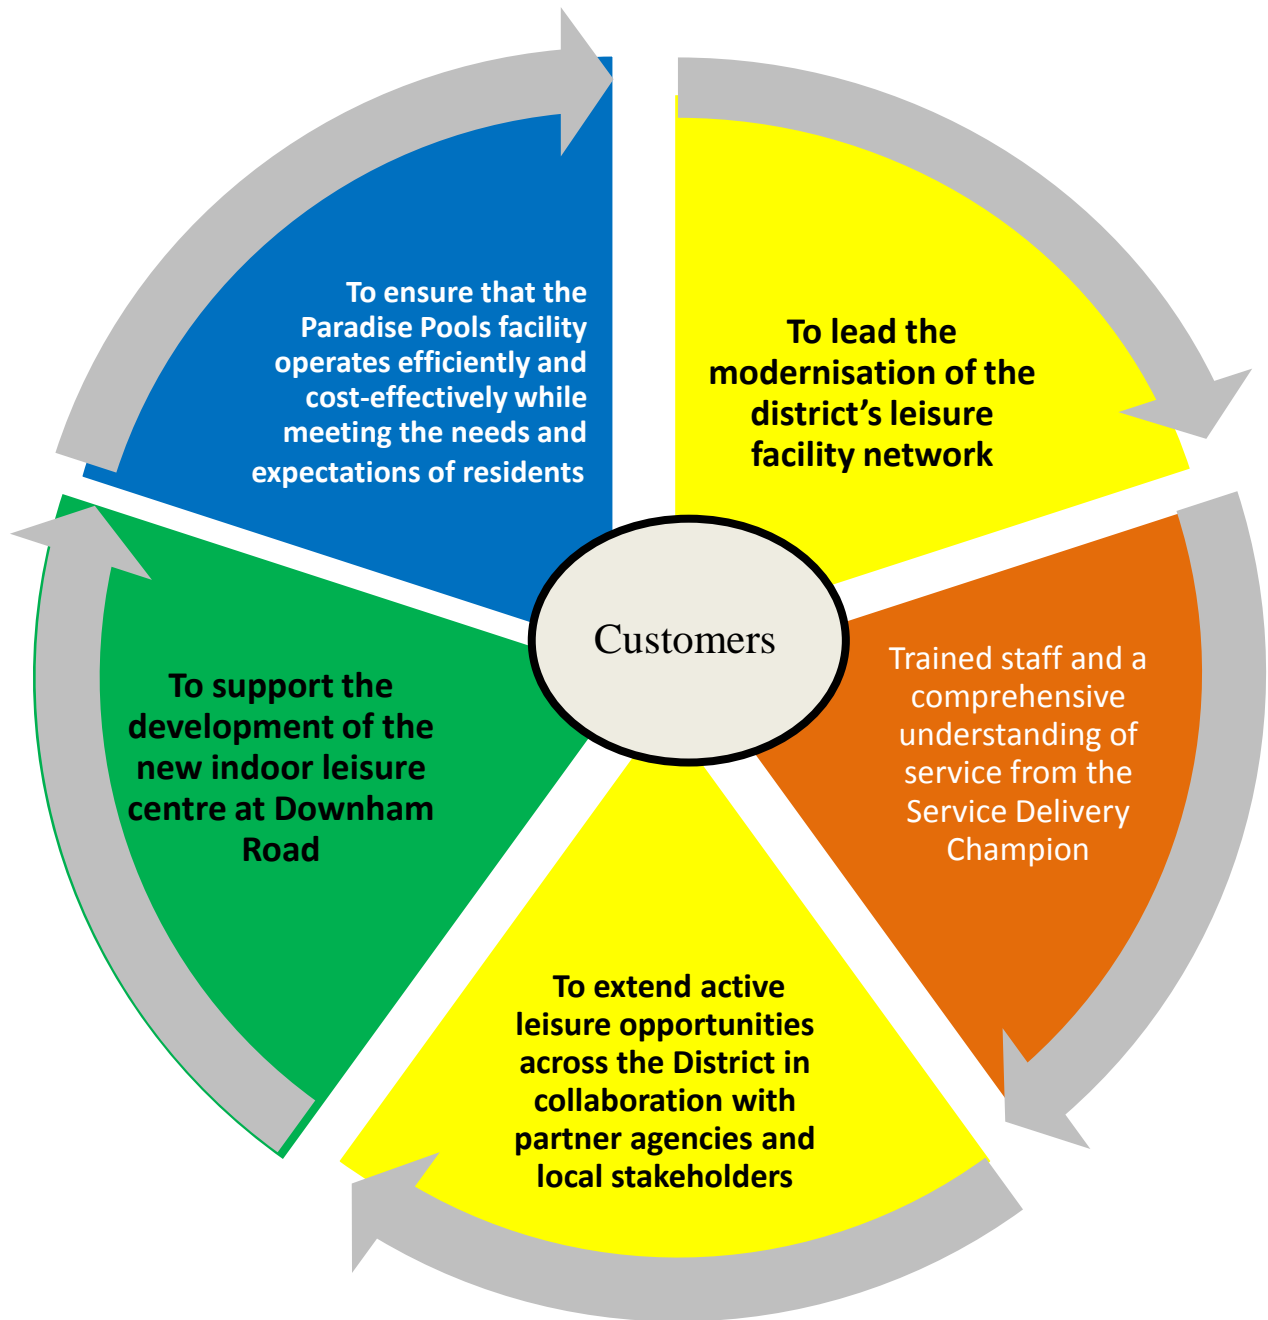 To ensure that the
Paradise Pools facility
operates efficiently and
cost-effectively while
meeting the needs and
expectations of residents
To lead the
modernisation of the
district’s leisure
facility network
Customers
Trained staff and a
comprehensive
understanding of
service from the
Service Delivery
Champion
To support the
development of the
new indoor leisure
centre at Downham
Road
To extend active
leisure opportunities
across the District in
collaboration with
partner agencies and
local stakeholders